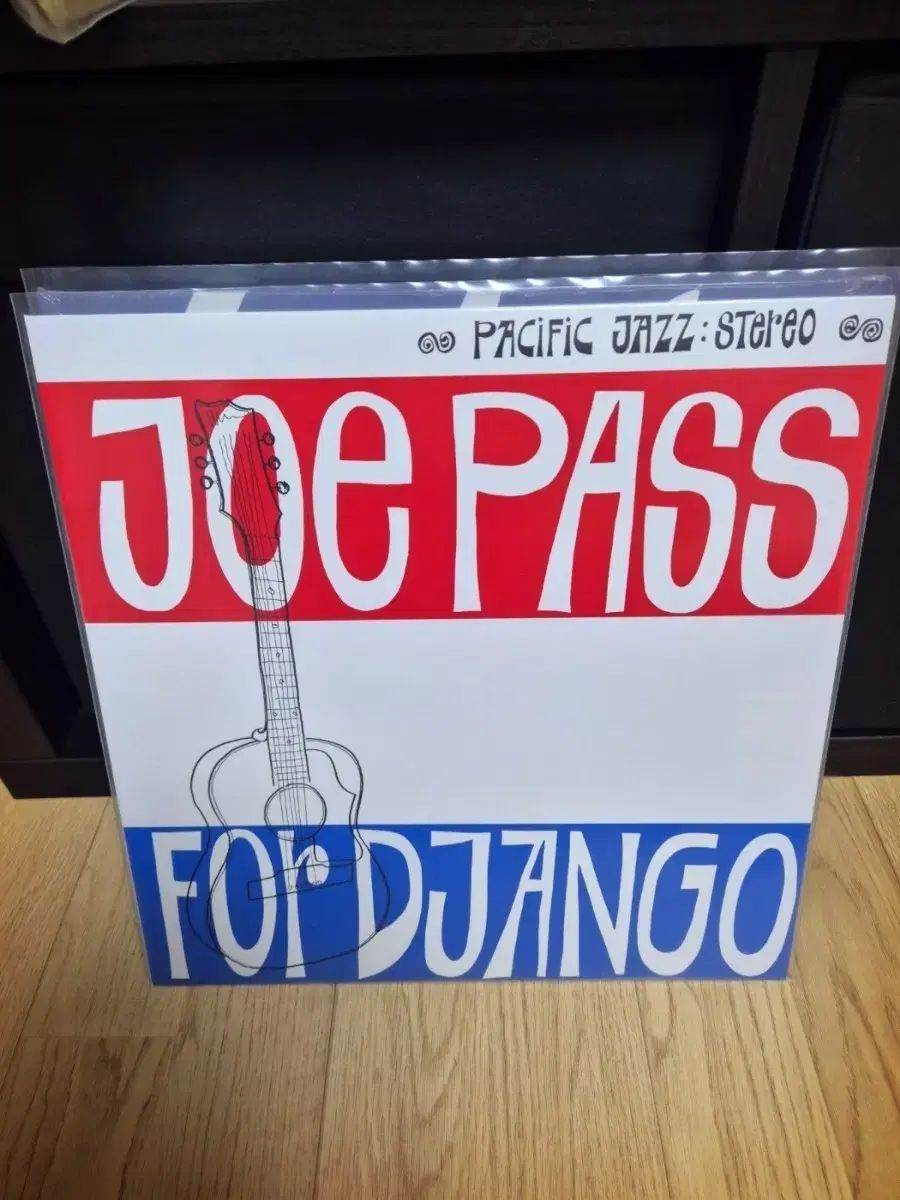 PACIFIC JAZZ: STEREO
JOE PASS
FOR DJANGO